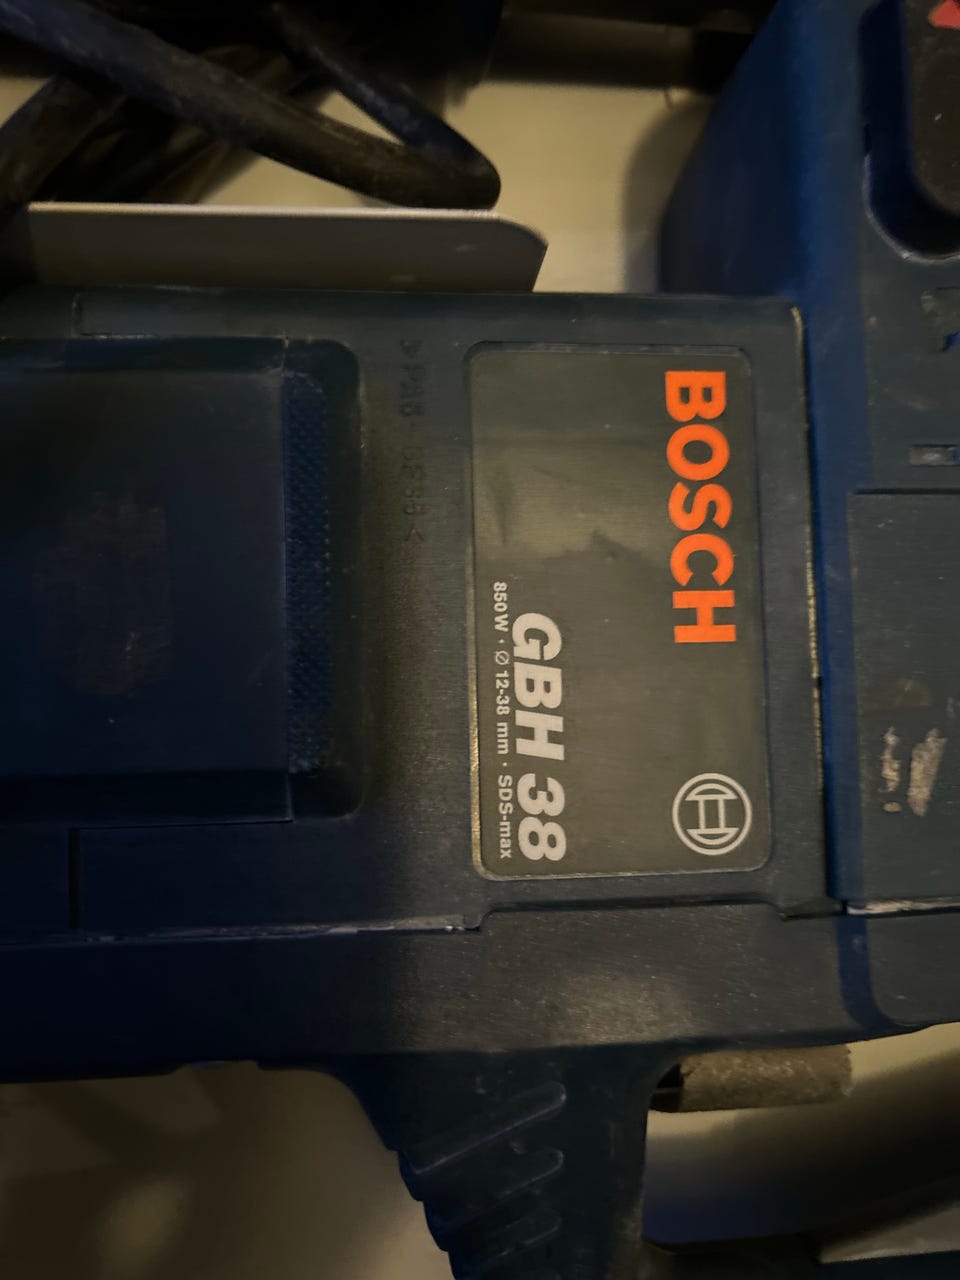 BOSCH
GBH 38
850W · Ø 12-38 mm · SDS-max